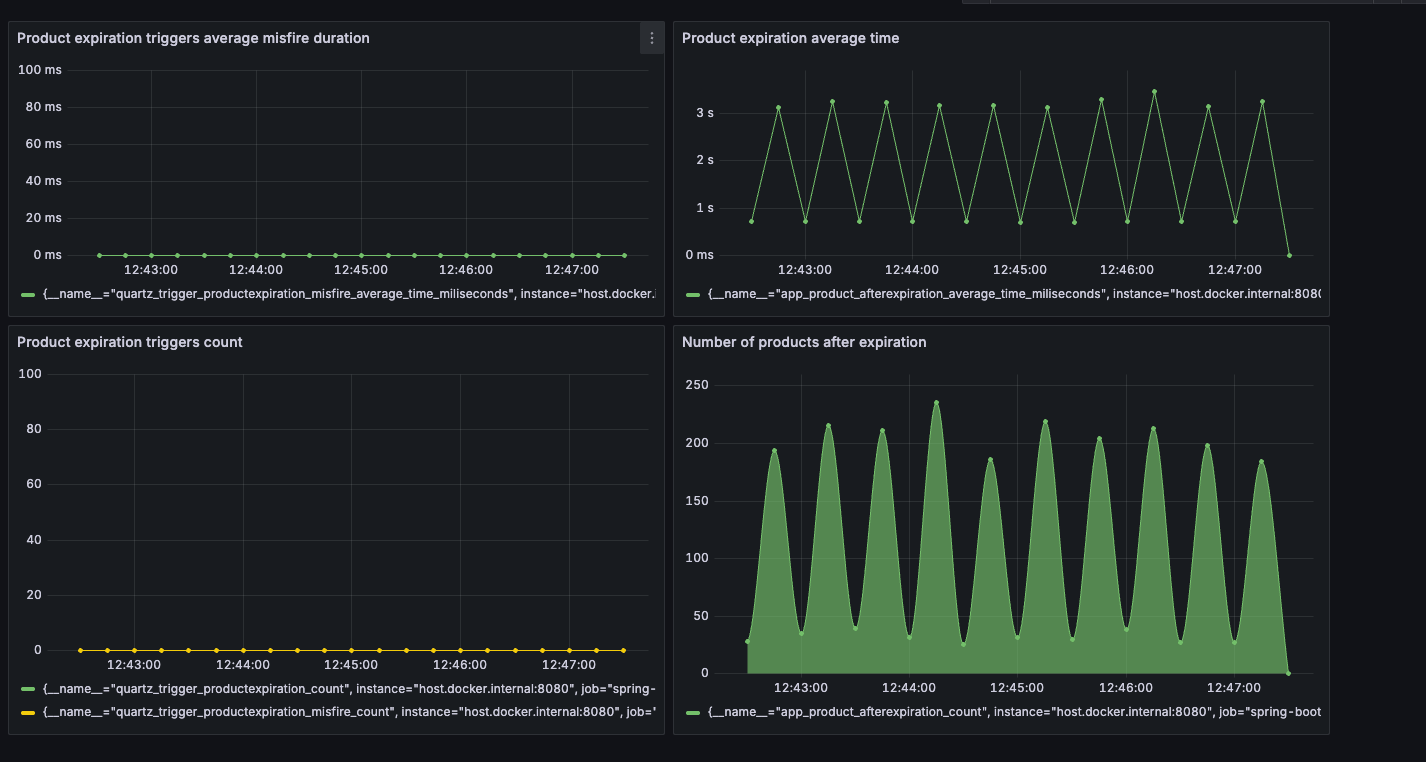 Product expiration triggers average misfire duration
100 ms
80 ms
60 ms
40 ms
20 ms
0 ms
12:43:00 12:44:00 12:45:00 12:46:00 12:47:00
{__name__="quartz_trigger_productexpiration_misfire_average_time_miliseconds", instance="host.docker.i
Product expiration average time
3 s
2 s
1 s
0 ms
12:43:00 12:44:00 12:45:00 12:46:00 12:47:00
{__name__="app_product_afterexpiration_average_time_miliseconds", instance="host.docker.internal:8080
Product expiration triggers count
100
80
60
40
20
0
12:43:00 12:44:00 12:45:00 12:46:00 12:47:00
{__name__="quartz_trigger_productexpiration_count", instance="host.docker.internal:8080", job="spring-
{__name__="quartz_trigger_productexpiration_misfire_count", instance="host.docker.internal:8080", job="
Number of products after expiration
250
200
150
100
50
0
12:43:00 12:44:00 12:45:00 12:46:00 12:47:00
{__name__="app_product_afterexpiration_count", instance="host.docker.internal:8080", job="spring-boot